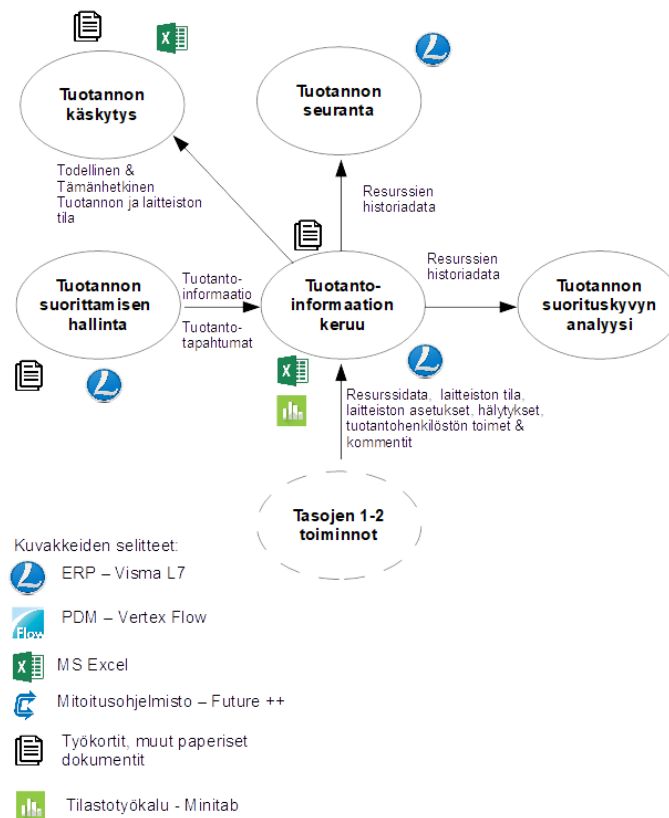 Tuotannon
käskytys
Tuotannon
seuranta
Todellinen &
Tämänhetkinen
Tuotannon ja laitteiston
tila
Resurssien
historiadata
Tuotannon
suorittamisen
hallinta
Tuotanto-
informaatio
Tuotanto-
tapahtumat
Tuotanto-
informaation
keruu
Resurssien
historiadata
Tuotannon
suorituskyvyn
analyysi
Resurssidata, laitteiston tila,
laitteiston asetukset, hälytykset,
tuotantohenkilöstön toimet &
kommentit
Tasojen 1-2
toiminnot
Kuvakkeiden selitteet:
ERP – Visma L7
Flow
PDM – Vertex Flow
MS Excel
Mitoitusohjelmisto – Future ++
Työkortit, muut paperiset
dokumentit
Tilastotyökalu - Minitab